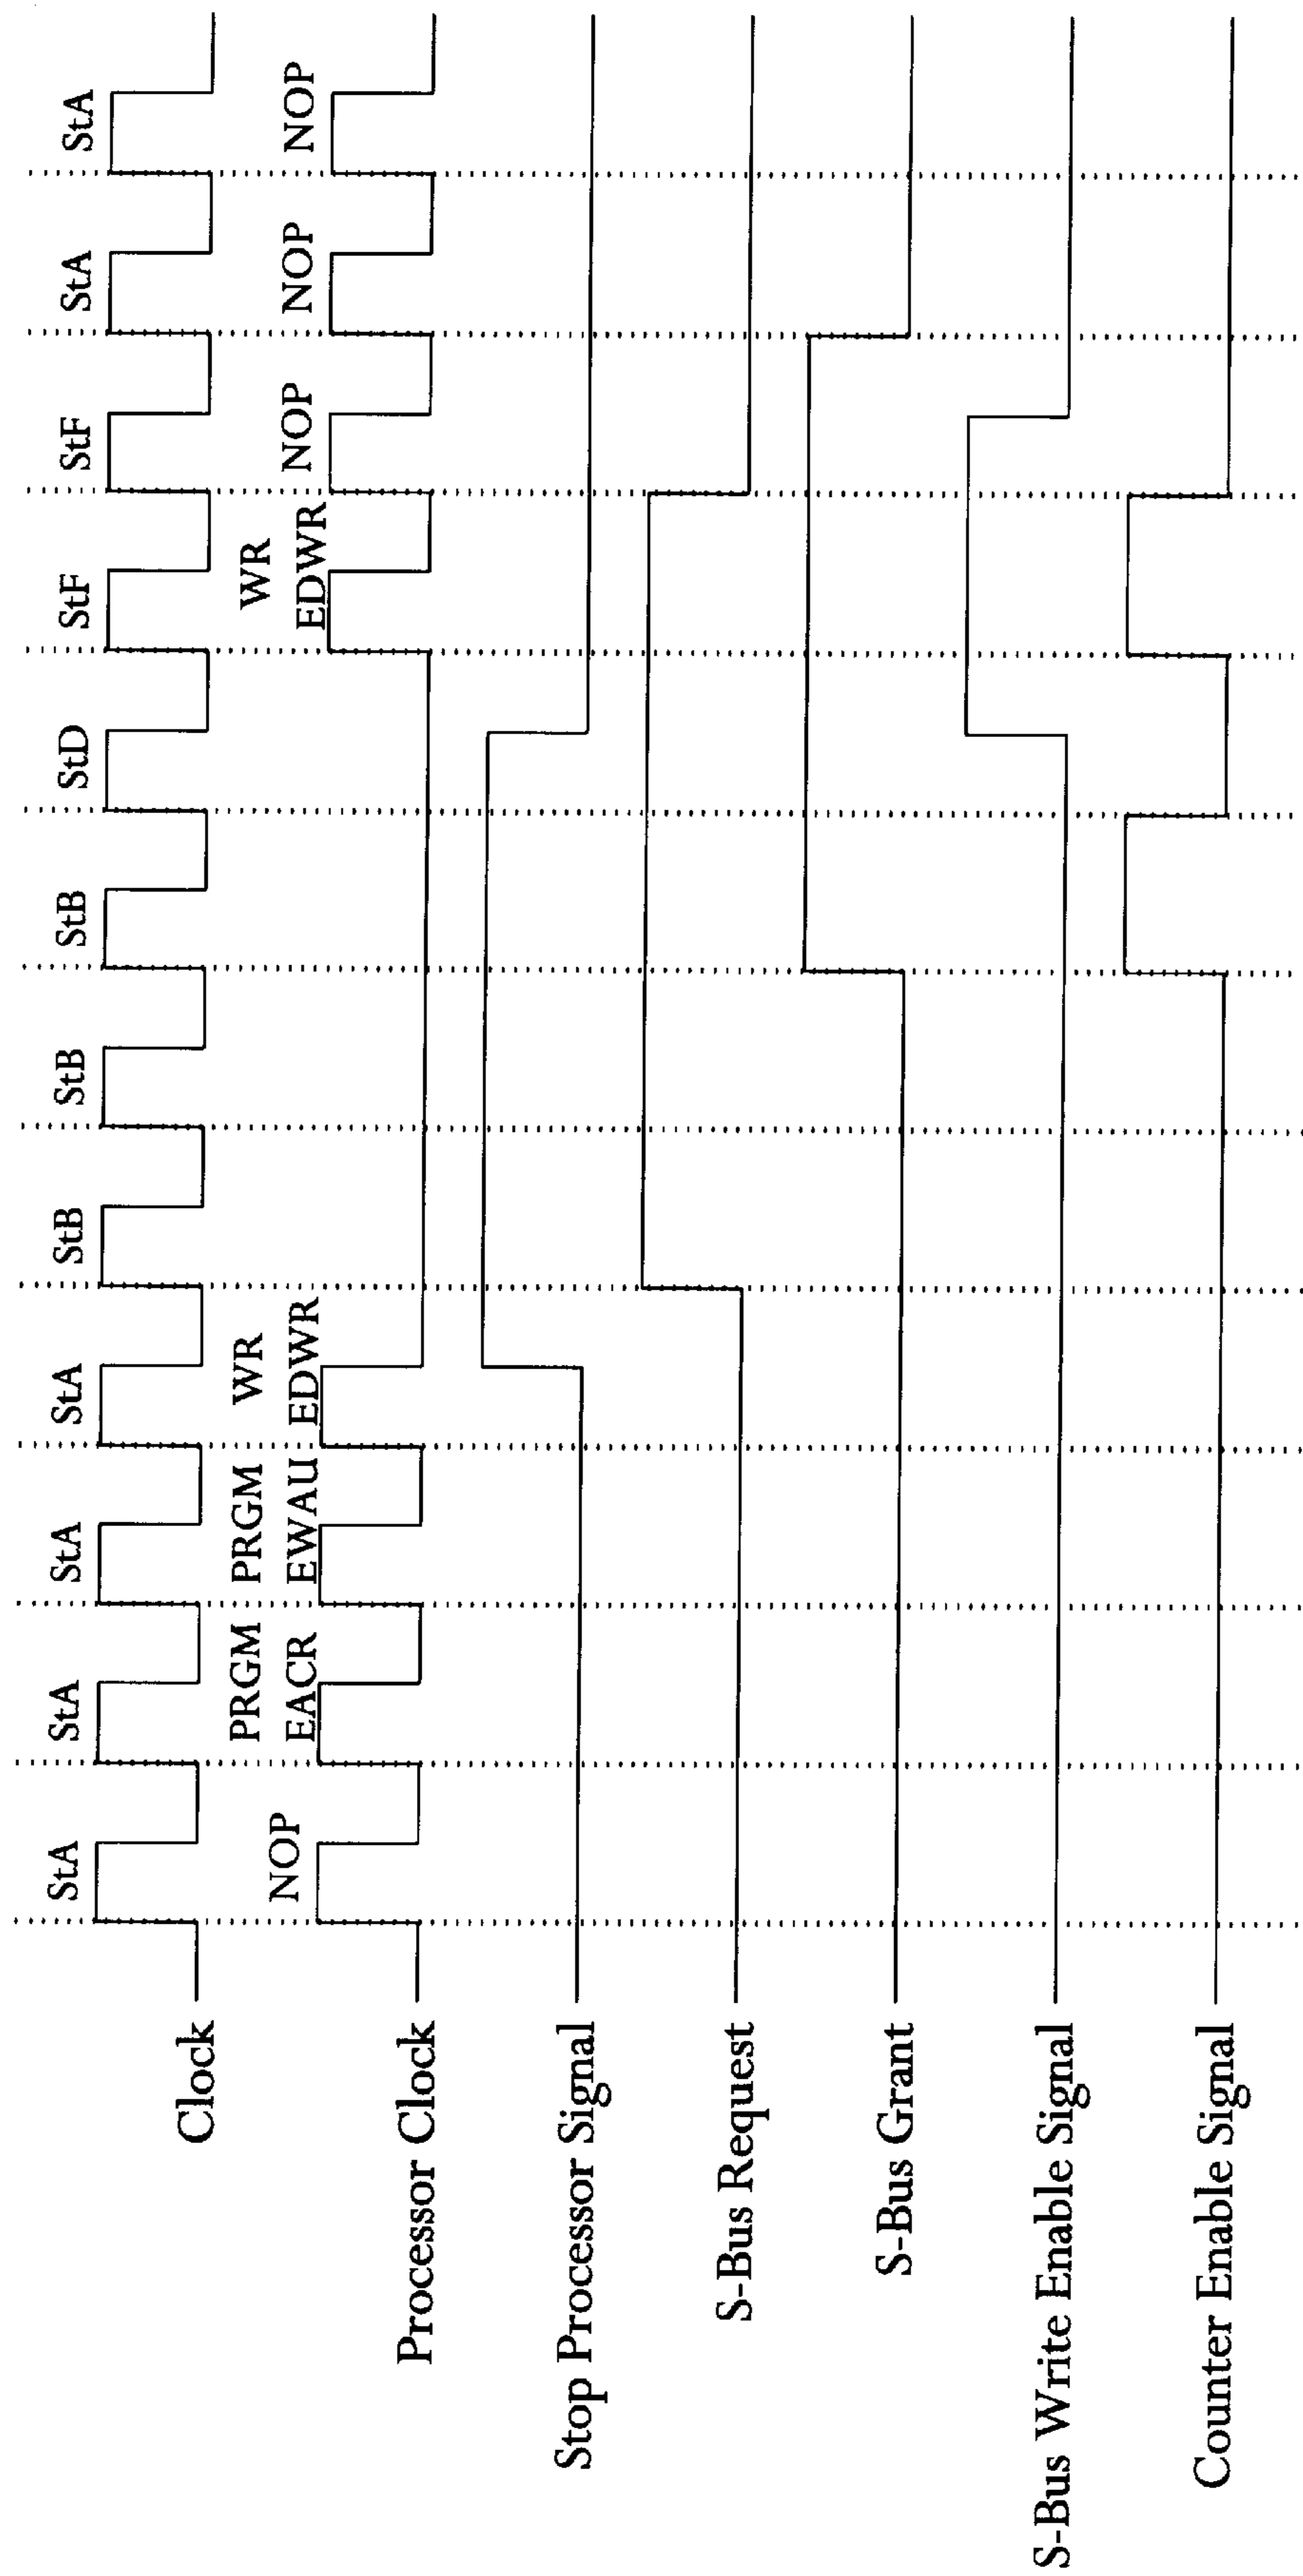 StA StA StA StA StB StB StB StD StF StF StA StA
Clock
PRGM PRGM WR WR
NOP EACR EWAU EDWR EDWR NOP NOP NOP
Processor Clock
Stop Processor Signal
S-Bus Request
S-Bus Grant
S-Bus Write Enable Signal
Counter Enable Signal